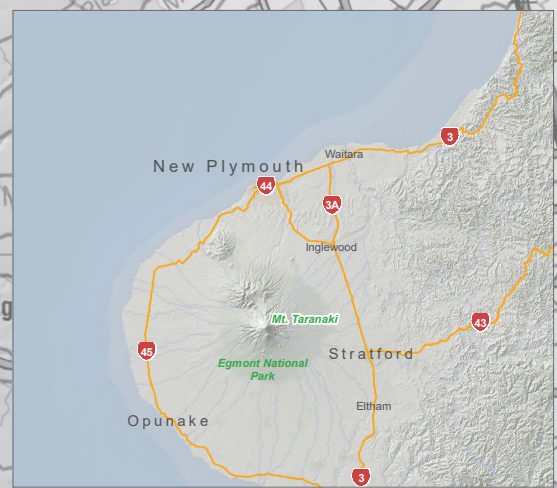 3
Waitara
New Plymouth
44
3A
Inglewood
Mt. Taranaki
43
45
Stratford
Egmont National
Park
Eltham
Opunake
3